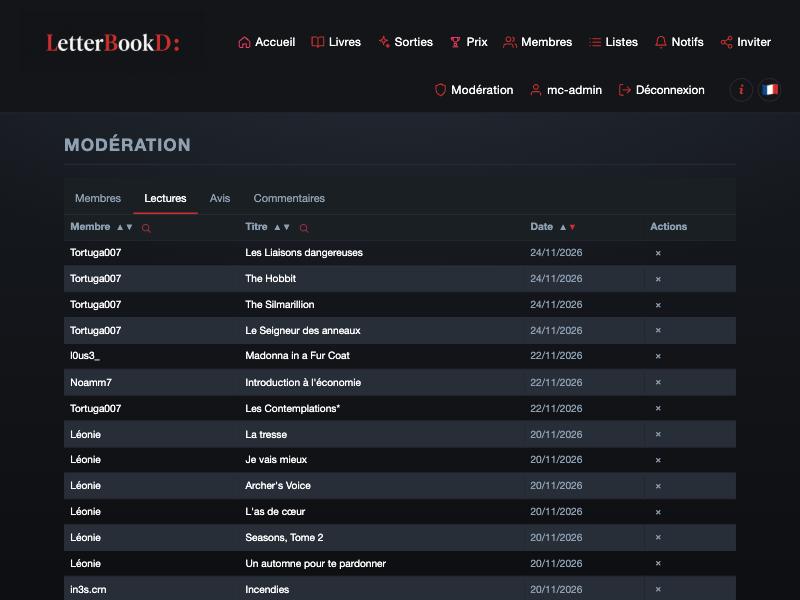 LetterBookD:
Accueil Livres Sorties Prix Membres Listes Notifs Inviter
Modération mc-admin Déconnexion i
MODÉRATION
Membres Lectures Avis Commentaires
Membre ▲▼ Titre ▲▼ Date ▲▼ Actions
Tortuga007 Les Liaisons dangereuses 24/11/2026 ×
Tortuga007 The Hobbit 24/11/2026 ×
Tortuga007 The Silmarillion 24/11/2026 ×
Tortuga007 Le Seigneur des anneaux 24/11/2026 ×
l0us3_ Madonna in a Fur Coat 22/11/2026 ×
Noamm7 Introduction à l'économie 22/11/2026 ×
Tortuga007 Les Contemplations* 22/11/2026 ×
Léonie La tresse 20/11/2026 ×
Léonie Je vais mieux 20/11/2026 ×
Léonie Archer's Voice 20/11/2026 ×
Léonie L'as de cœur 20/11/2026 ×
Léonie Seasons, Tome 2 20/11/2026 ×
Léonie Un automne pour te pardonner 20/11/2026 ×
in3s.crn Incendies 20/11/2026 ×